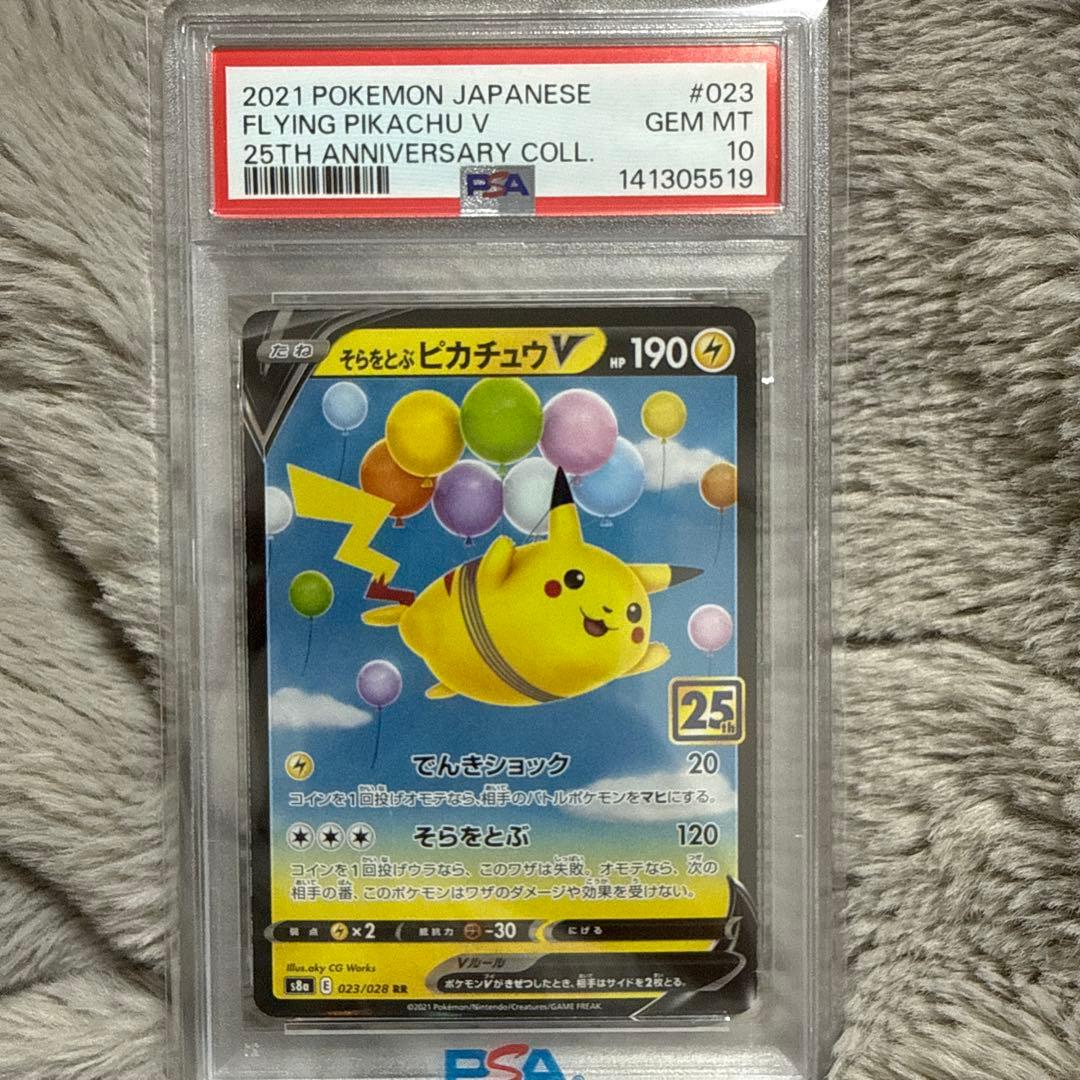 2021 POKEMON JAPANESE #023
FLYING PIKACHU V GEM MT
25TH ANNIVERSARY COLL. 10
PSA 141305519
たね そらをとぶピカチュウV HP 190
25th
でんきショック 20
コインを1回投げオモテなら、相手のバトルポケモンをマヒにする。
そらをとぶ 120
コインを1回投げウラなら、このワザは失敗。オモテなら、次の
相手の番、このポケモンはワザのダメージや効果を受けない。
弱点 ×2 抵抗力 -30 にげる
Illus.aky CG Works
Vルール
s8a E 023/028 RR
ポケモンVがきぜつしたとき、相手はサイドを2枚とる。
©2021 Pokémon/Nintendo/Creatures/GAME FREAK.
PSA